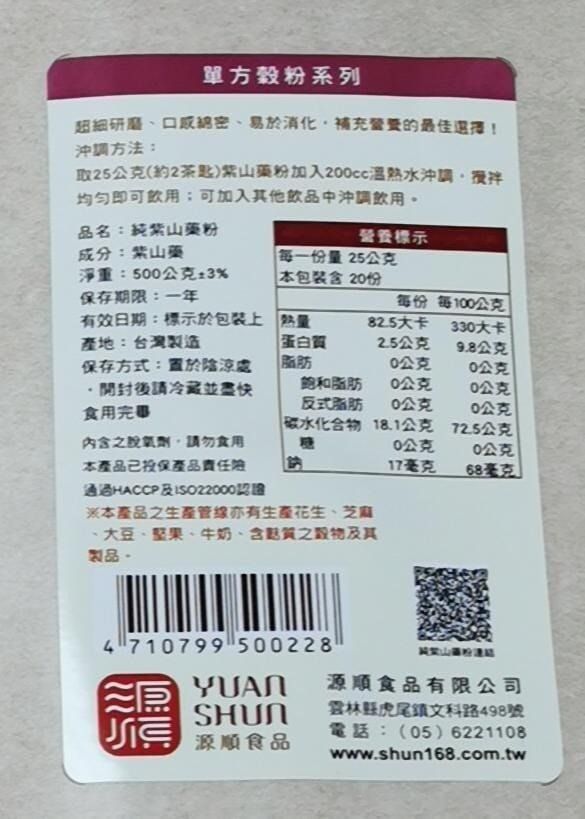 單方穀粉系列
超細研磨、口感綿密、易於消化，補充營養的最佳選擇！
沖調方法：
取25公克(約2茶匙)紫山藥粉加入200cc溫熱水沖調，攪拌
均勻即可飲用；可加入其他飲品中沖調飲用。
品名：純紫山藥粉
成分：紫山藥
淨重：500公克±3%
保存期限：一年
有效日期：標示於包裝上
產地：台灣製造
保存方式：置於陰涼處
，開封後請冷藏並盡快
食用完畢
內含之脫氧劑，請勿食用
本產品已投保產品責任險
通過HACCP及ISO22000認證
營養標示
每一份量 25公克
本包裝含 20份
每份 每100公克
熱量 82.5大卡 330大卡
蛋白質 2.5公克 9.8公克
脂肪 0公克 0公克
飽和脂肪 0公克 0公克
反式脂肪 0公克 0公克
碳水化合物 18.1公克 72.5公克
糖 0公克 0公克
鈉 17毫克 68毫克
※本產品之生產管線亦有生產花生、芝麻
、大豆、堅果、牛奶、含麩質之穀物及其
製品。
4 710799 500228
純紫山藥粉連結
源順
YUAN
SHUN
源順食品
源順食品有限公司
雲林縣虎尾鎮文科路498號
電話：(05) 6221108
www.shun168.com.tw